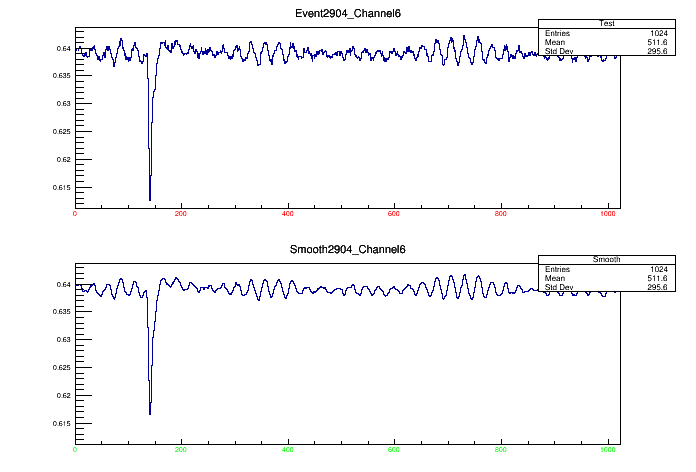 Event2904_Channel6
Test
Entries 1024
Mean 511.6
Std Dev 295.6
0.64
0.635
0.63
0.625
0.62
0.615
0 200 400 600 800 1000
Smooth2904_Channel6
Smooth
Entries 1024
Mean 511.6
Std Dev 295.6
0.64
0.635
0.63
0.625
0.62
0.615
0 200 400 600 800 1000